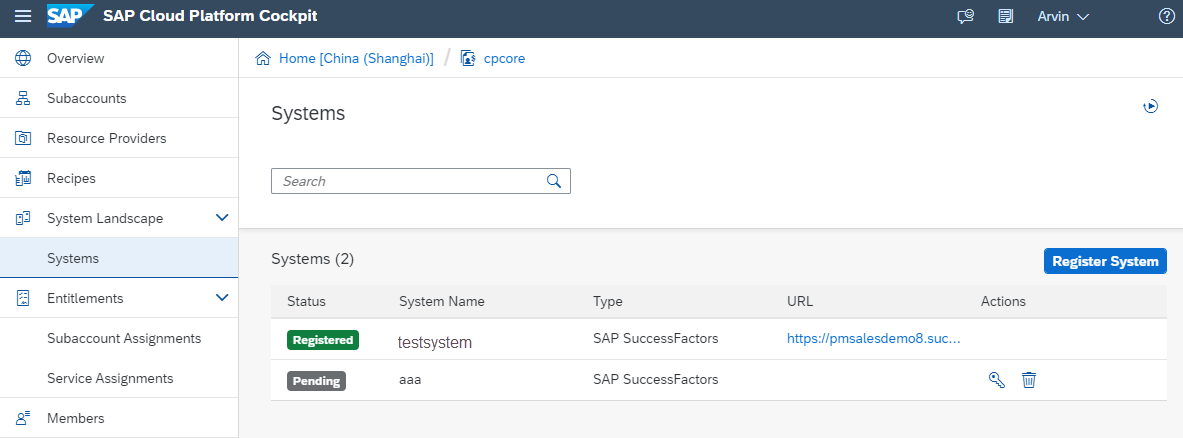 SAP SAP Cloud Platform Cockpit Arvin
Overview
Subaccounts
Resource Providers
Recipes
System Landscape
Systems
Entitlements
Subaccount Assignments
Service Assignments
Members
Home [China (Shanghai)] / cpcore
Systems
Search
Systems (2)
Register System
Status System Name Type URL Actions
Registered testsystem SAP SuccessFactors https://pmsalesdemo8.suc...
Pending aaa SAP SuccessFactors